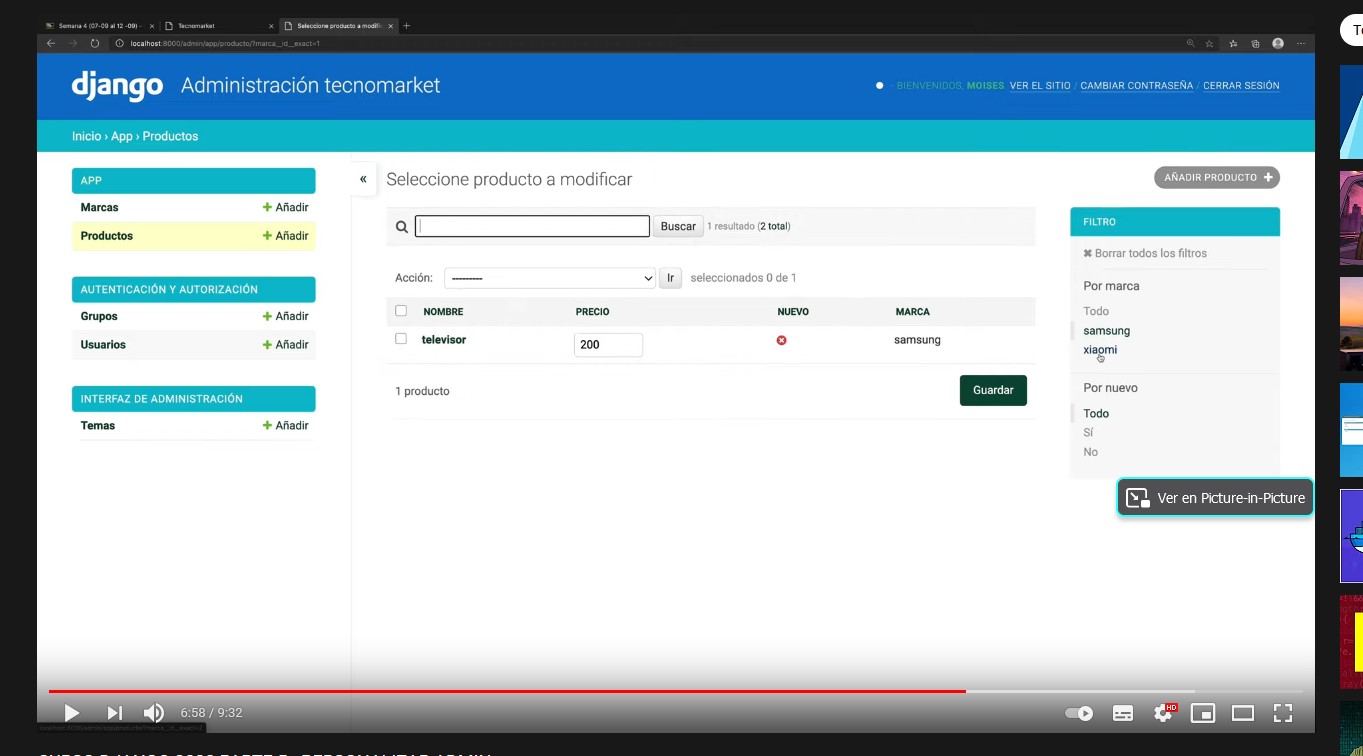 Semana 4 (07-09 al 12 -09) -
Tecnomarket
Seleccione producto a modifi
localhost:8000/admin/app/producto/?marca__id__exact=1
django Administración tecnomarket
BIENVENIDOS, MOISES VER EL SITIO / CAMBIAR CONTRASEÑA / CERRAR SESIÓN
Inicio › App › Productos
APP
Marcas + Añadir
Productos + Añadir
AUTENTICACIÓN Y AUTORIZACIÓN
Grupos + Añadir
Usuarios + Añadir
INTERFAZ DE ADMINISTRACIÓN
Temas + Añadir
«
Seleccione producto a modificar
AÑADIR PRODUCTO +
Buscar 1 resultado (2 total)
Acción: --------- Ir seleccionados 0 de 1
NOMBRE PRECIO NUEVO MARCA
televisor 200 samsung
1 producto
Guardar
FILTRO
✖ Borrar todos los filtros
Por marca
Todo
samsung
xiaomi
Por nuevo
Todo
Sí
No
Ver en Picture-in-Picture
6:58 / 9:32
HD